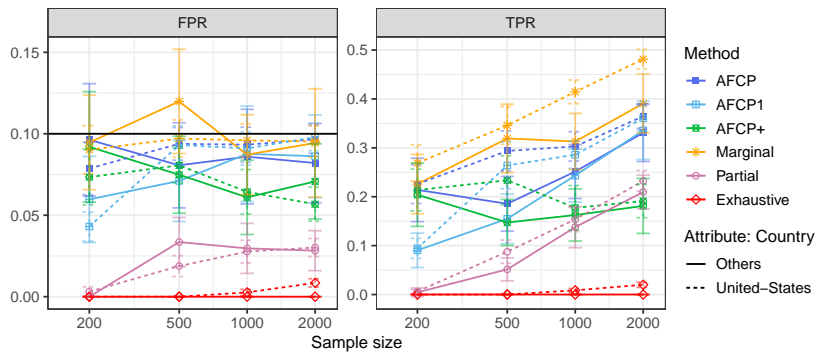 FPR
TPR
0.15
0.10
0.05
0.00
0.5
0.4
0.3
0.2
0.1
0.0
200
500
1000
2000
200
500
1000
2000
Sample size
Method
AFCP
AFCP1
AFCP+
Marginal
Partial
Exhaustive
Attribute: Country
Others
United−States